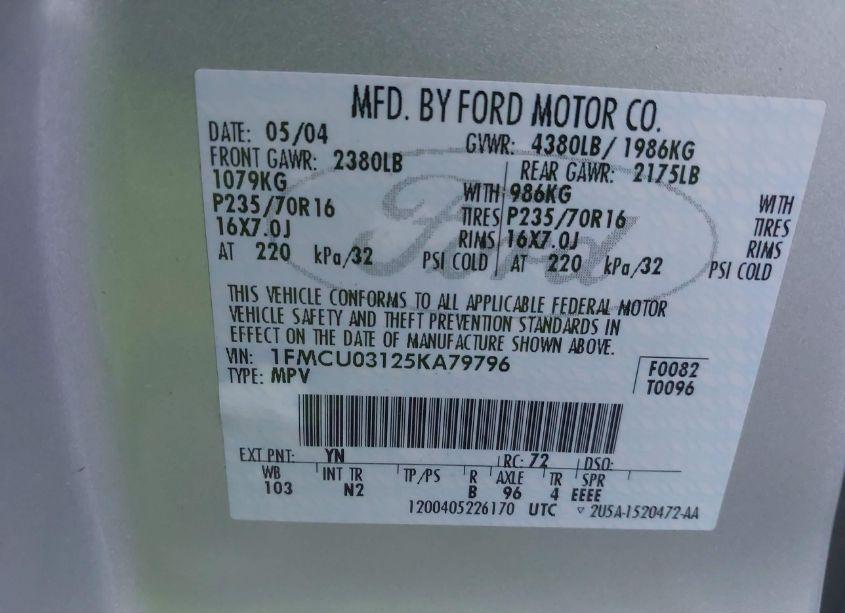 MFD. BY FORD MOTOR CO.
DATE: 05/04 GVWR: 4380LB/ 1986KG
FRONT GAWR: 2380LB REAR GAWR: 2175LB
1079KG WITH 986KG WITH
P235/70R16 TIRES P235/70R16 TIRES
16X7.0J RIMS 16X7.0J RIMS
AT 220 kPa/32 PSI COLD AT 220 kPa/32 PSI COLD
Ford
THIS VEHICLE CONFORMS TO ALL APPLICABLE FEDERAL MOTOR
VEHICLE SAFETY AND THEFT PREVENTION STANDARDS IN
EFFECT ON THE DATE OF MANUFACTURE SHOWN ABOVE.
VIN: 1FMCU03125KA79796 F0082
TYPE: MPV T0096
EXT PNT: YN RC: 72 DSO:
WB INT TR TP/PS R AXLE TR SPR
103 N2 B 96 4 EEEE
1200405226170 UTC ▽ 2U5A-1520472-AA